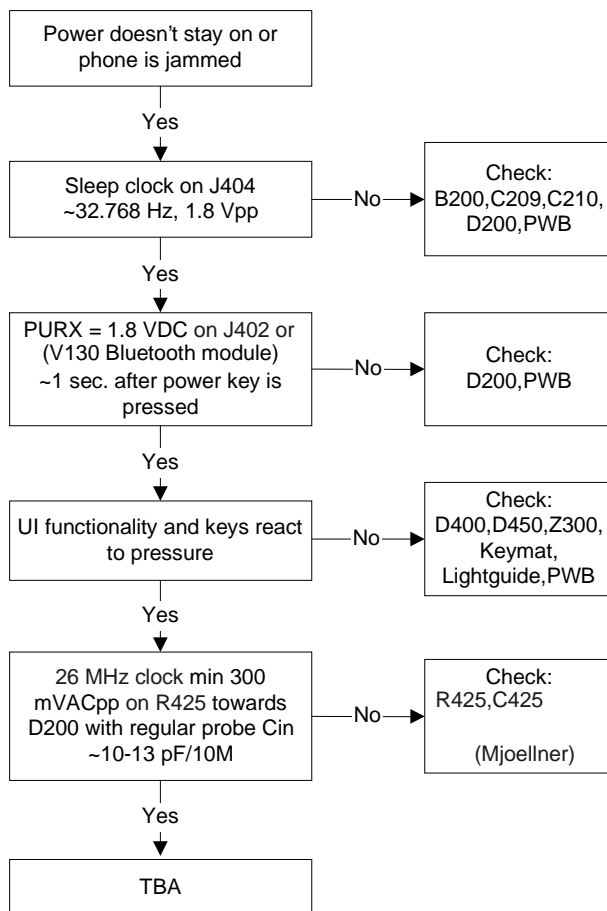 Power doesn't stay on or
phone is jammed
Yes
Sleep clock on J404
~32.768 Hz, 1.8 Vpp
No
Check:
B200,C209,C210,
D200,PWB
Yes
PURX = 1.8 VDC on J402 or
(V130 Bluetooth module)
~1 sec. after power key is
pressed
No
Check:
D200,PWB
Yes
UI functionality and keys react
to pressure
No
Check:
D400,D450,Z300,
Keymat,
Lightguide,PWB
Yes
26 MHz clock min 300
mVACpp on R425 towards
D200 with regular probe Cin
~10-13 pF/10M
No
Check:
R425,C425
(Mjoellner)
Yes
TBA